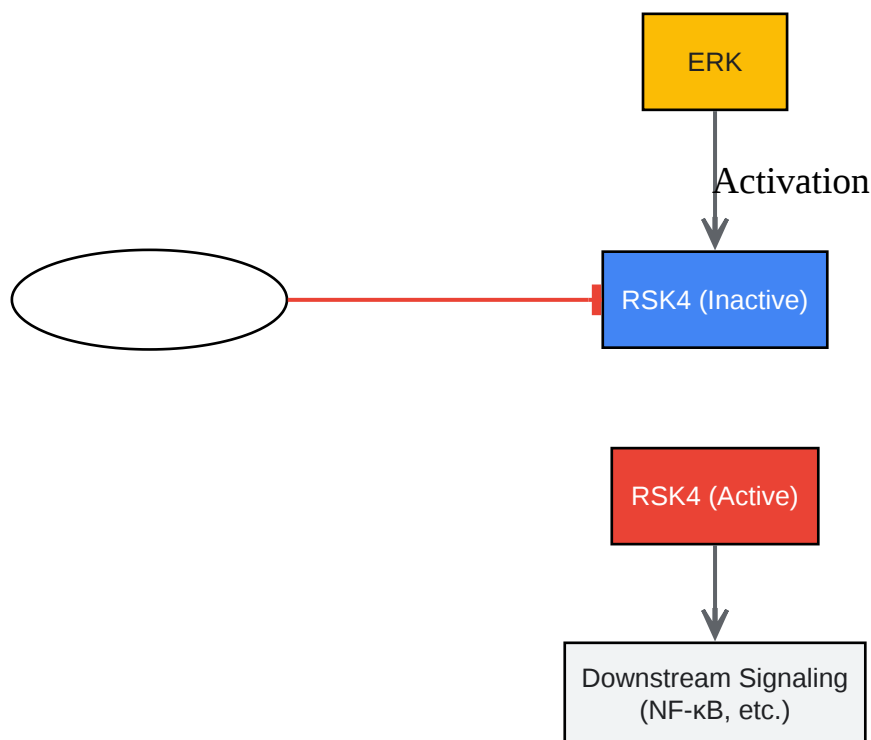 ERK
Activation
RSK4 (Inactive)
RSK4 (Active)
Downstream Signaling
(NF-κB, etc.)